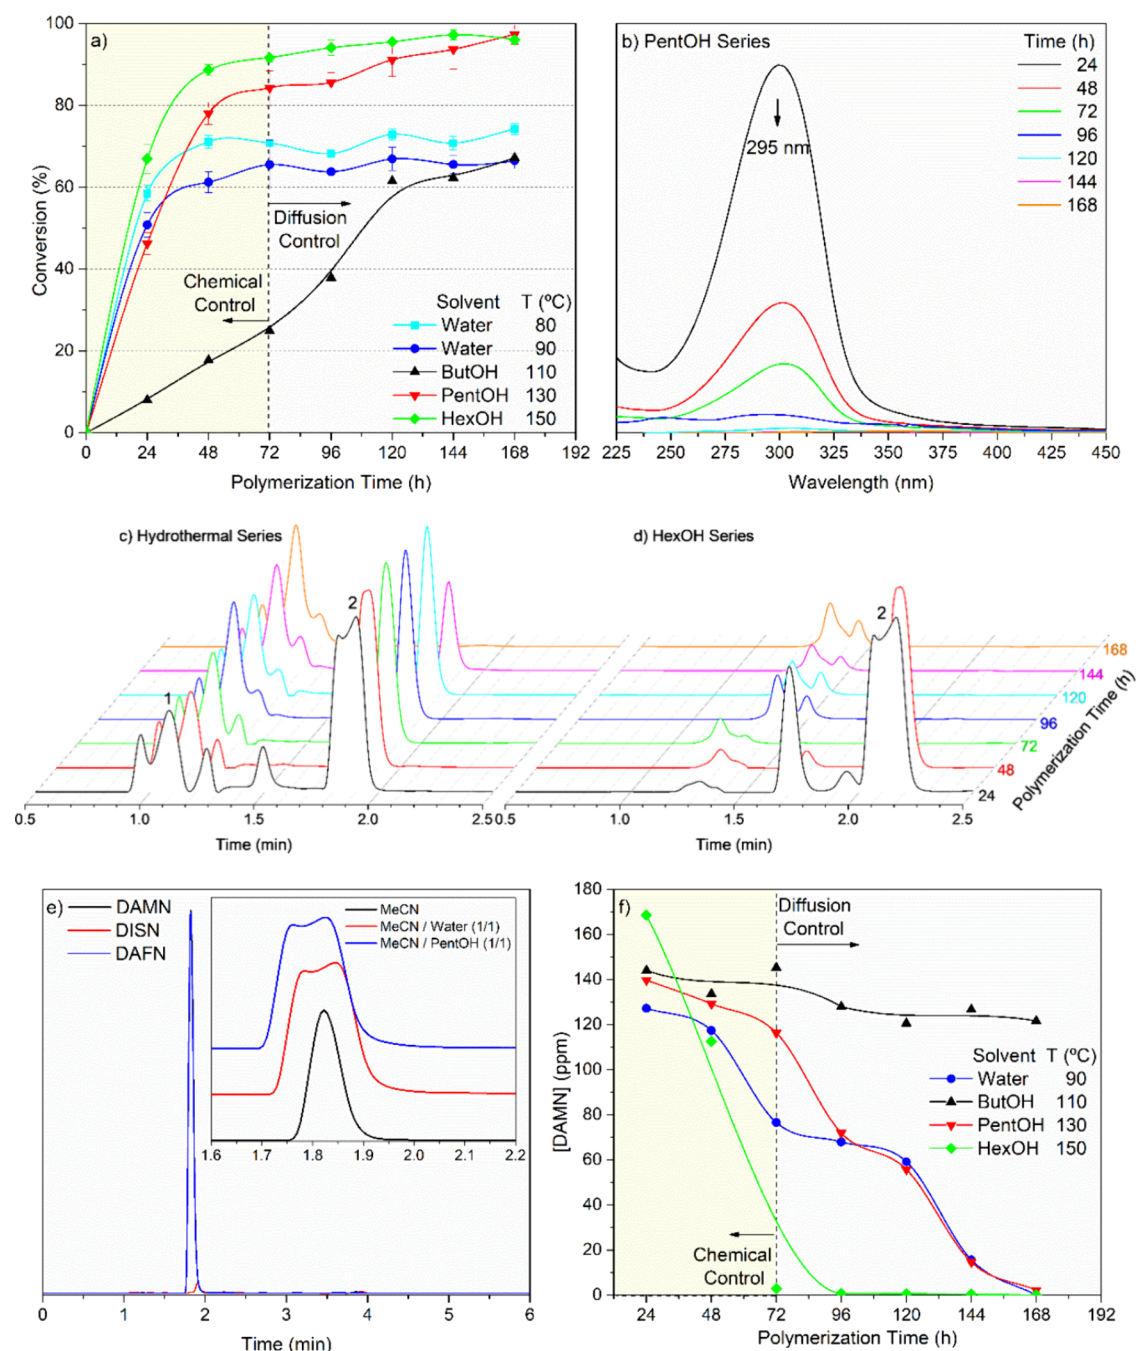 a)
100
80
60
40
20
0
Conversion (%)
Diffusion
Control
Chemical
Control
Solvent T (ºC)
Water 80
Water 90
ButOH 110
PentOH 130
HexOH 150
0 24 48 72 96 120 144 168 192
Polymerization Time (h)
b) PentOH Series
Time (h)
24
48
72
96
120
144
168
295 nm
225 250 275 300 325 350 375 400 425 450
Wavelength (nm)
c) Hydrothermal Series
1
2
0.5 1.0 1.5 2.0 2.5
Time (min)
d) HexOH Series
2
168
144
120
96
72
48
24
Polymerization Time (h)
0.5 1.0 1.5 2.0 2.5
Time (min)
e)
DAMN
DISN
DAFN
MeCN
MeCN / Water (1/1)
MeCN / PentOH (1/1)
1.6 1.7 1.8 1.9 2.0 2.1 2.2
0 1 2 3 4 5 6
Time (min)
f)
180
160
140
120
100
80
60
40
20
0
[DAMN] (ppm)
Diffusion
Control
Chemical
Control
Solvent T (ºC)
Water 90
ButOH 110
PentOH 130
HexOH 150
24 48 72 96 120 144 168 192
Polymerization Time (h)